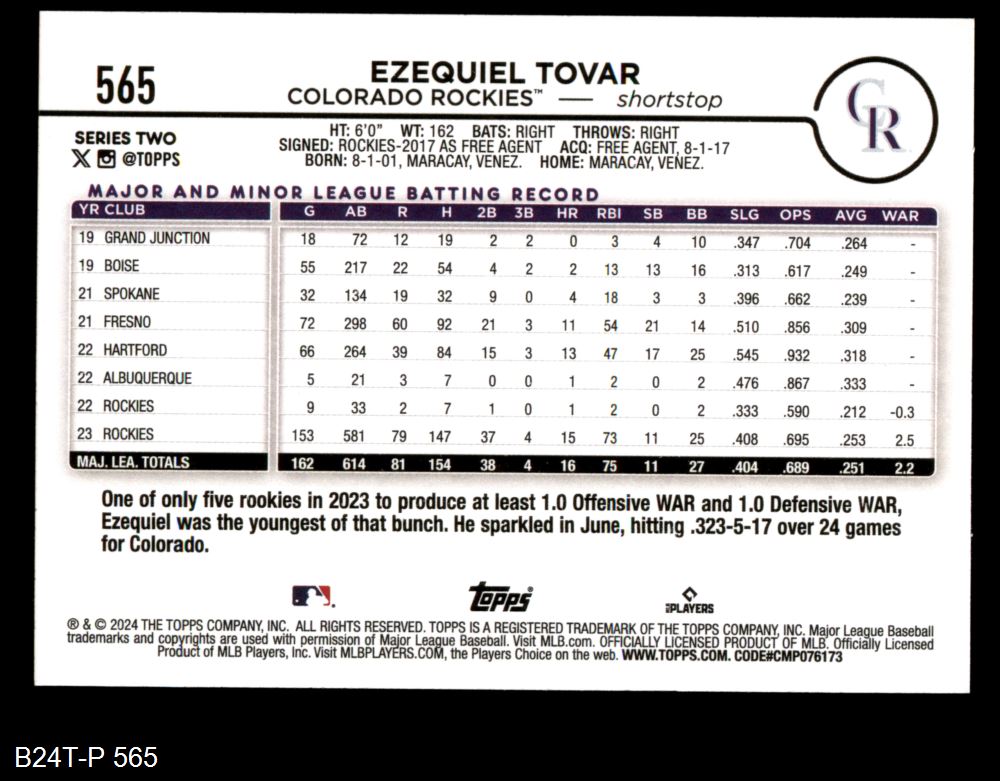 565
EZEQUIEL TOVAR
COLORADO ROCKIES™ — shortstop
CR
SERIES TWO
X @TOPPS
HT: 6'0" WT: 162 BATS: RIGHT THROWS: RIGHT
SIGNED: ROCKIES-2017 AS FREE AGENT ACQ: FREE AGENT, 8-1-17
BORN: 8-1-01, MARACAY, VENEZ. HOME: MARACAY, VENEZ.
MAJOR AND MINOR LEAGUE BATTING RECORD
YR CLUB G AB R H 2B 3B HR RBI SB BB SLG OPS AVG WAR
19 GRAND JUNCTION 18 72 12 19 2 2 0 3 4 10 .347 .704 .264 -
19 BOISE 55 217 22 54 4 2 2 13 13 16 .313 .617 .249 -
21 SPOKANE 32 134 19 32 9 0 4 18 3 3 .396 .662 .239 -
21 FRESNO 72 298 60 92 21 3 11 54 21 14 .510 .856 .309 -
22 HARTFORD 66 264 39 84 15 3 13 47 17 25 .545 .932 .318 -
22 ALBUQUERQUE 5 21 3 7 0 0 1 2 0 2 .476 .867 .333 -
22 ROCKIES 9 33 2 7 1 0 1 2 0 2 .333 .590 .212 -0.3
23 ROCKIES 153 581 79 147 37 4 15 73 11 25 .408 .695 .253 2.5
MAJ. LEA. TOTALS 162 614 81 154 38 4 16 75 11 27 .404 .689 .251 2.2
One of only five rookies in 2023 to produce at least 1.0 Offensive WAR and 1.0 Defensive WAR,
Ezequiel was the youngest of that bunch. He sparkled in June, hitting .323-5-17 over 24 games
for Colorado.
Topps® PLAYERS
® & © 2024 THE TOPPS COMPANY, INC. ALL RIGHTS RESERVED. TOPPS IS A REGISTERED TRADEMARK OF THE TOPPS COMPANY, INC. Major League Baseball
trademarks and copyrights are used with permission of Major League Baseball. Visit MLB.com. OFFICIALLY LICENSED PRODUCT OF MLB. Officially Licensed
Product of MLB Players, Inc. Visit MLBPLAYERS.COM, the Players Choice on the web. WWW.TOPPS.COM. CODE#CMP076173
B24T-P 565